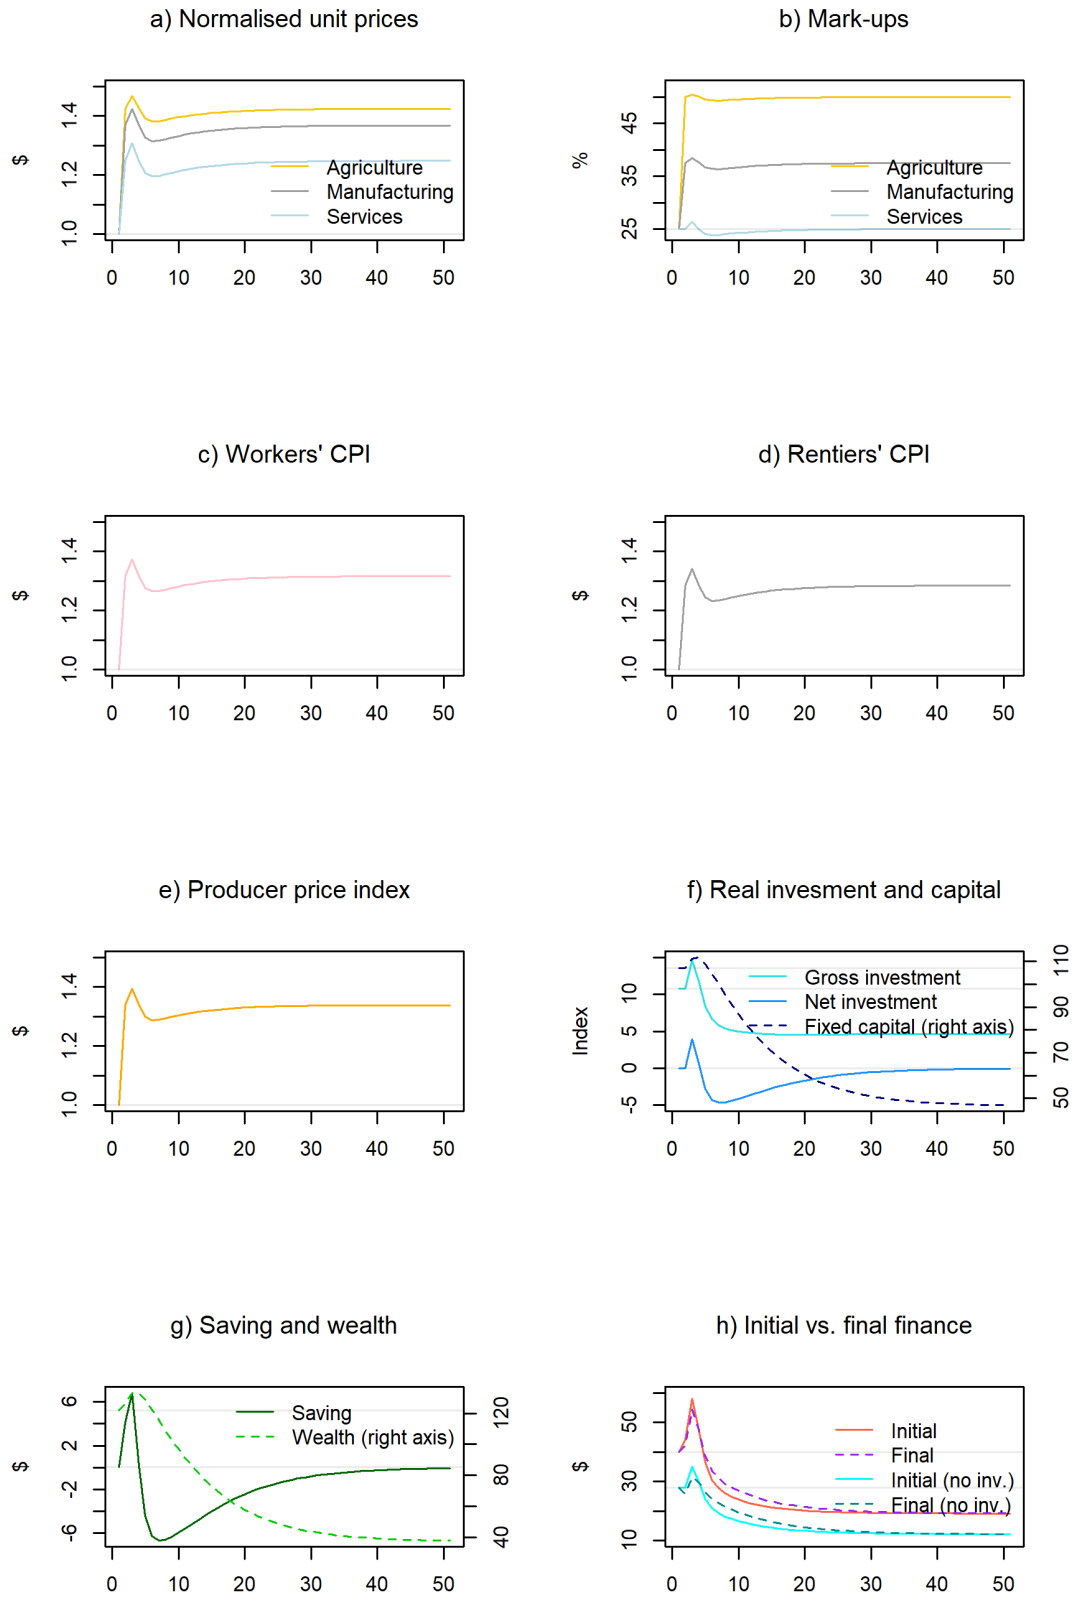 a) Normalised unit prices
$
1.0 1.2 1.4
Agriculture
Manufacturing
Services
0 10 20 30 40 50
b) Mark-ups
%
25 35 45
Agriculture
Manufacturing
Services
0 10 20 30 40 50
c) Workers' CPI
$
1.0 1.2 1.4
0 10 20 30 40 50
d) Rentiers' CPI
$
1.0 1.2 1.4
0 10 20 30 40 50
e) Producer price index
$
1.0 1.2 1.4
0 10 20 30 40 50
f) Real invesment and capital
Index
-5 0 5 10
Gross investment
Net investment
Fixed capital (right axis)
50 70 90 110
0 10 20 30 40 50
g) Saving and wealth
$
-6 -2 2 6
Saving
Wealth (right axis)
40 80 120
0 10 20 30 40 50
h) Initial vs. final finance
$
10 30 50
Initial
Final
Initial (no inv.)
Final (no inv.)
0 10 20 30 40 50